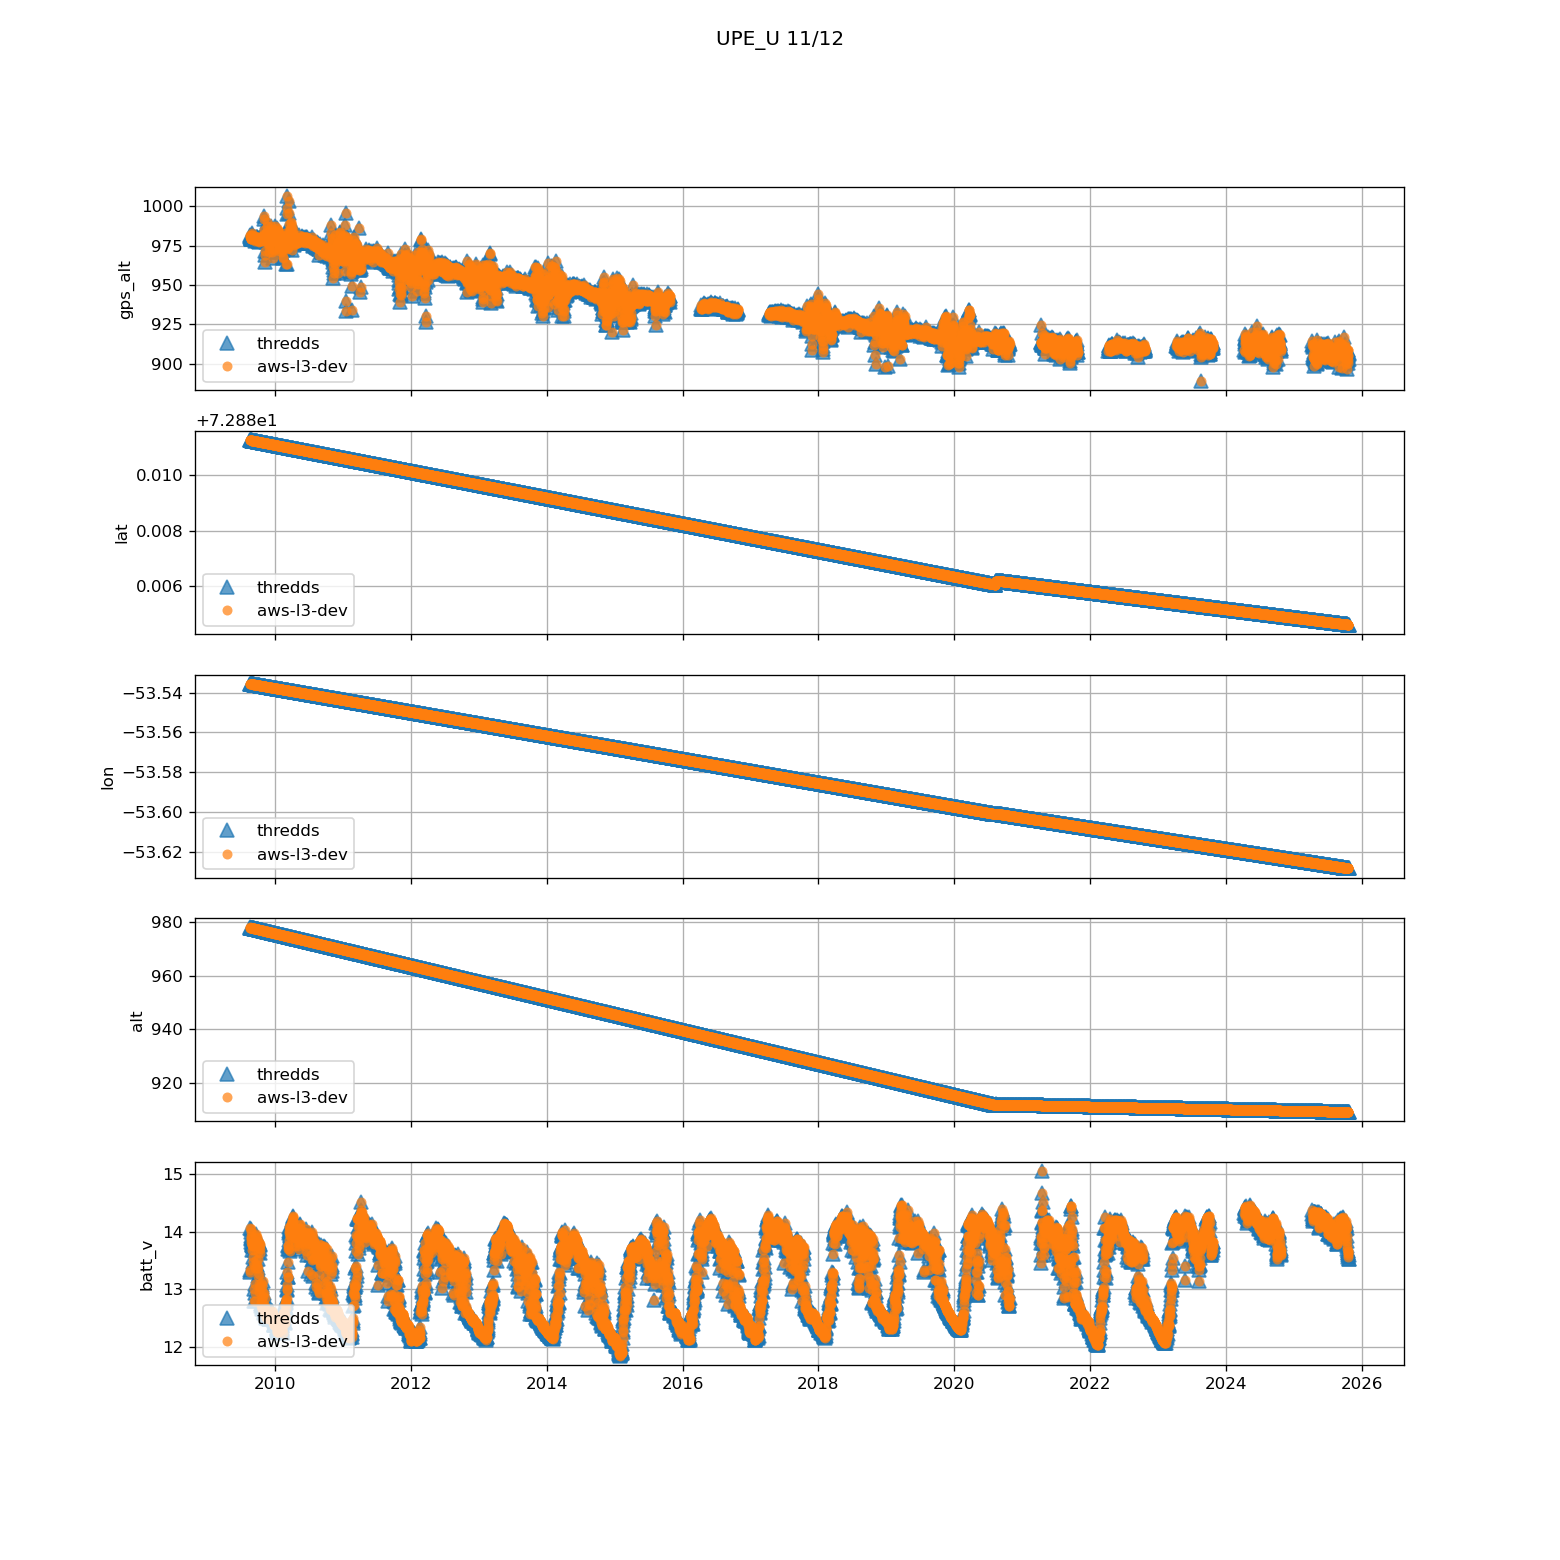 UPE_U 11/12
1000
975
950
925
900
gps_alt
thredds
aws-l3-dev
+7.288e1
0.010
0.008
0.006
lat
thredds
aws-l3-dev
−53.54
−53.56
−53.58
−53.60
−53.62
lon
thredds
aws-l3-dev
980
960
940
920
alt
thredds
aws-l3-dev
15
14
13
12
batt_v
thredds
aws-l3-dev
2010 2012 2014 2016 2018 2020 2022 2024 2026